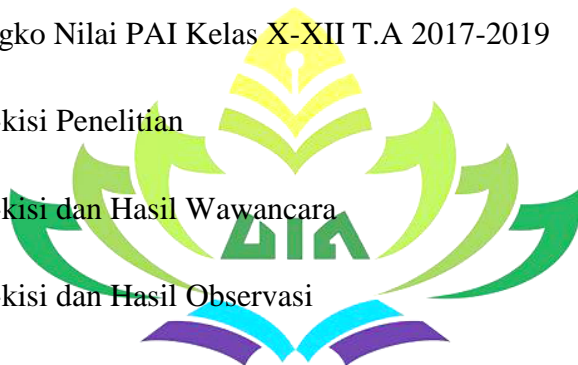 gko Nilai PAI Kelas X-XII T.A 2017-2019
kisi Penelitian
kisi dan Hasil Wawancara
kisi dan Hasil Observasi